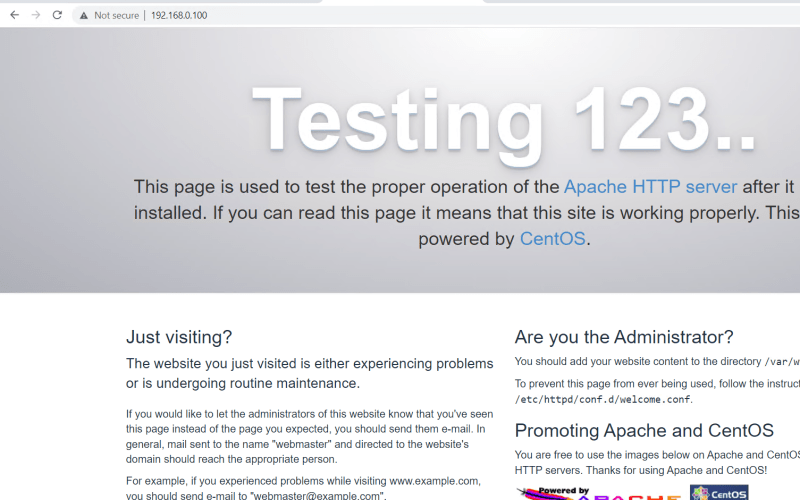 Not secure | 192.168.0.100
Testing 123..
This page is used to test the proper operation of the Apache HTTP server after it
installed. If you can read this page it means that this site is working properly. This
powered by CentOS.
Just visiting?
The website you just visited is either experiencing problems
or is undergoing routine maintenance.
If you would like to let the administrators of this website know that you've seen
this page instead of the page you expected, you should send them e-mail. In
general, mail sent to the name "webmaster" and directed to the website's
domain should reach the appropriate person.
For example, if you experienced problems while visiting www.example.com,
you should send e-mail to "webmaster@example.com".
Are you the Administrator?
You should add your website content to the directory /var/w
To prevent this page from ever being used, follow the instruct
/etc/httpd/conf.d/welcome.conf.
Promoting Apache and CentOS
You are free to use the images below on Apache and CentOS
HTTP servers. Thanks for using Apache and CentOS!
Powered by
APACHE
CentOS